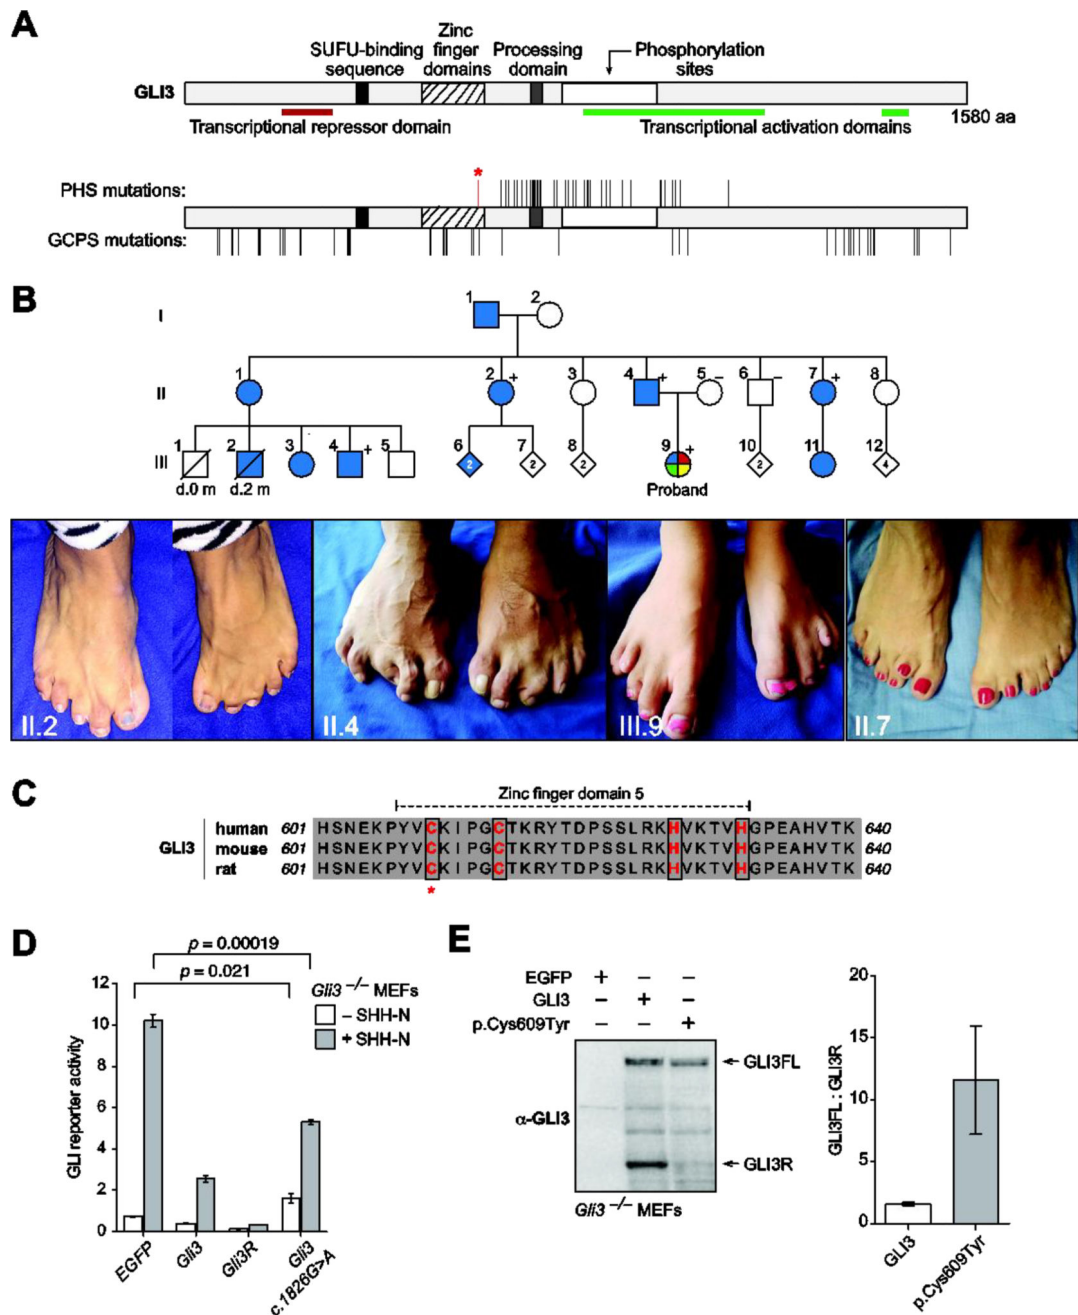 A
SUFU-binding sequence
Zinc finger domains
Processing domain
Phosphorylation sites
GLI3
Transcriptional repressor domain
Transcriptional activation domains
1580 aa
*
PHS mutations:
GCPS mutations:
B
I
1 2
II
1 2 + 3 4 + 5 – 6 – 7 + 8
III
1 2 3 4 + 5 6 7 8 9 + 10 11 12
2 2 2 2 4
d.0 m d.2 m Proband
II.2 II.4 III.9 II.7
C
Zinc finger domain 5
GLI3
human 601 HSNEKPYVCKIPGCTKRYTDPSSLRKHVKTVHGPEAHVTK 640
mouse 601 HSNEKPYVCKIPGCTKRYTDPSSLRKHVKTVHGPEAHVTK 640
rat 601 HSNEKPYVCKIPGCTKRYTDPSSLRKHVKTVHGPEAHVTK 640
*
D
p = 0.00019
p = 0.021
Gli3 –/– MEFs
– SHH-N
+ SHH-N
GLI reporter activity
12
10
8
6
4
2
0
EGFP
Gli3
Gli3R
Gli3 c.1826G>A
E
EGFP + – –
GLI3 – + –
p.Cys609Tyr – – +
α-GLI3
GLI3FL
GLI3R
Gli3 –/– MEFs
GLI3FL : GLI3R
20
15
10
5
0
GLI3
p.Cys609Tyr